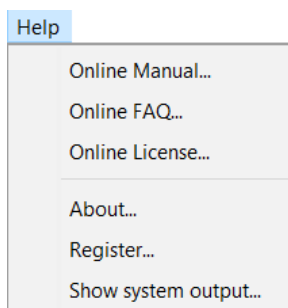 Help
Online Manual...
Online FAQ...
Online License...
About...
Register...
Show system output...